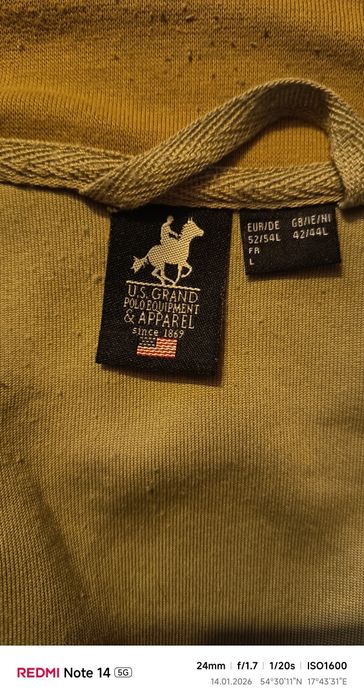 U.S. GRAND
POLO EQUIPMENT
& APPAREL
since 1869
EUR/DE GB/IE/NI
52/54L 42/44L
FR
L
REDMI Note 14 5G
24mm | f/1.7 | 1/20s | ISO1600
14.01.2026 54°30'11"N 17°43'31"E